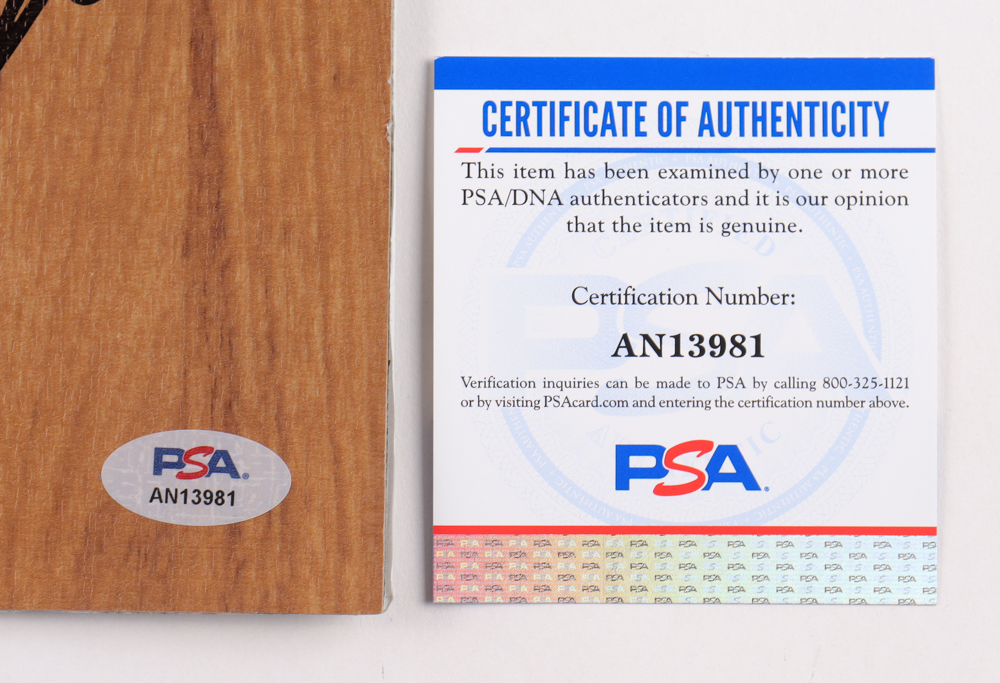 PSA
AN13981
CERTIFICATE OF AUTHENTICITY
This item has been examined by one or more
PSA/DNA authenticators and it is our opinion
that the item is genuine.
Certification Number:
AN13981
Verification inquiries can be made to PSA by calling 800-325-1121
or by visiting PSAcard.com and entering the certification number above.
PSA